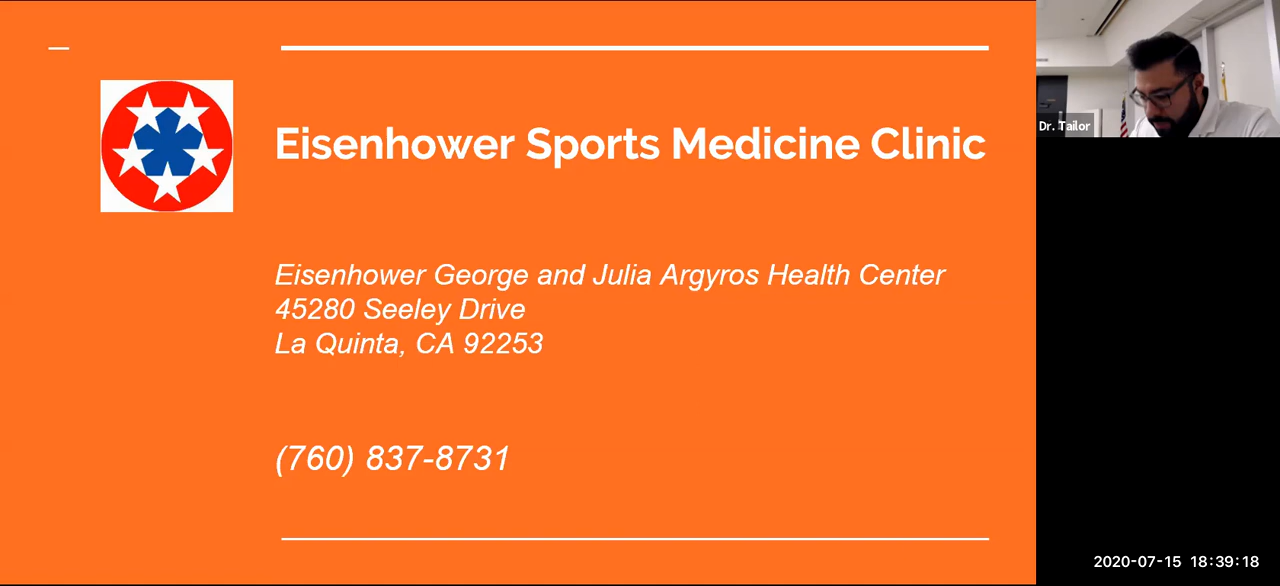 Eisenhower Sports Medicine Clinic
Dr. Tailor
Eisenhower George and Julia Argyros Health Center
45280 Seeley Drive
La Quinta, CA 92253
(760) 837-8731
2020-07-15 18:39:18